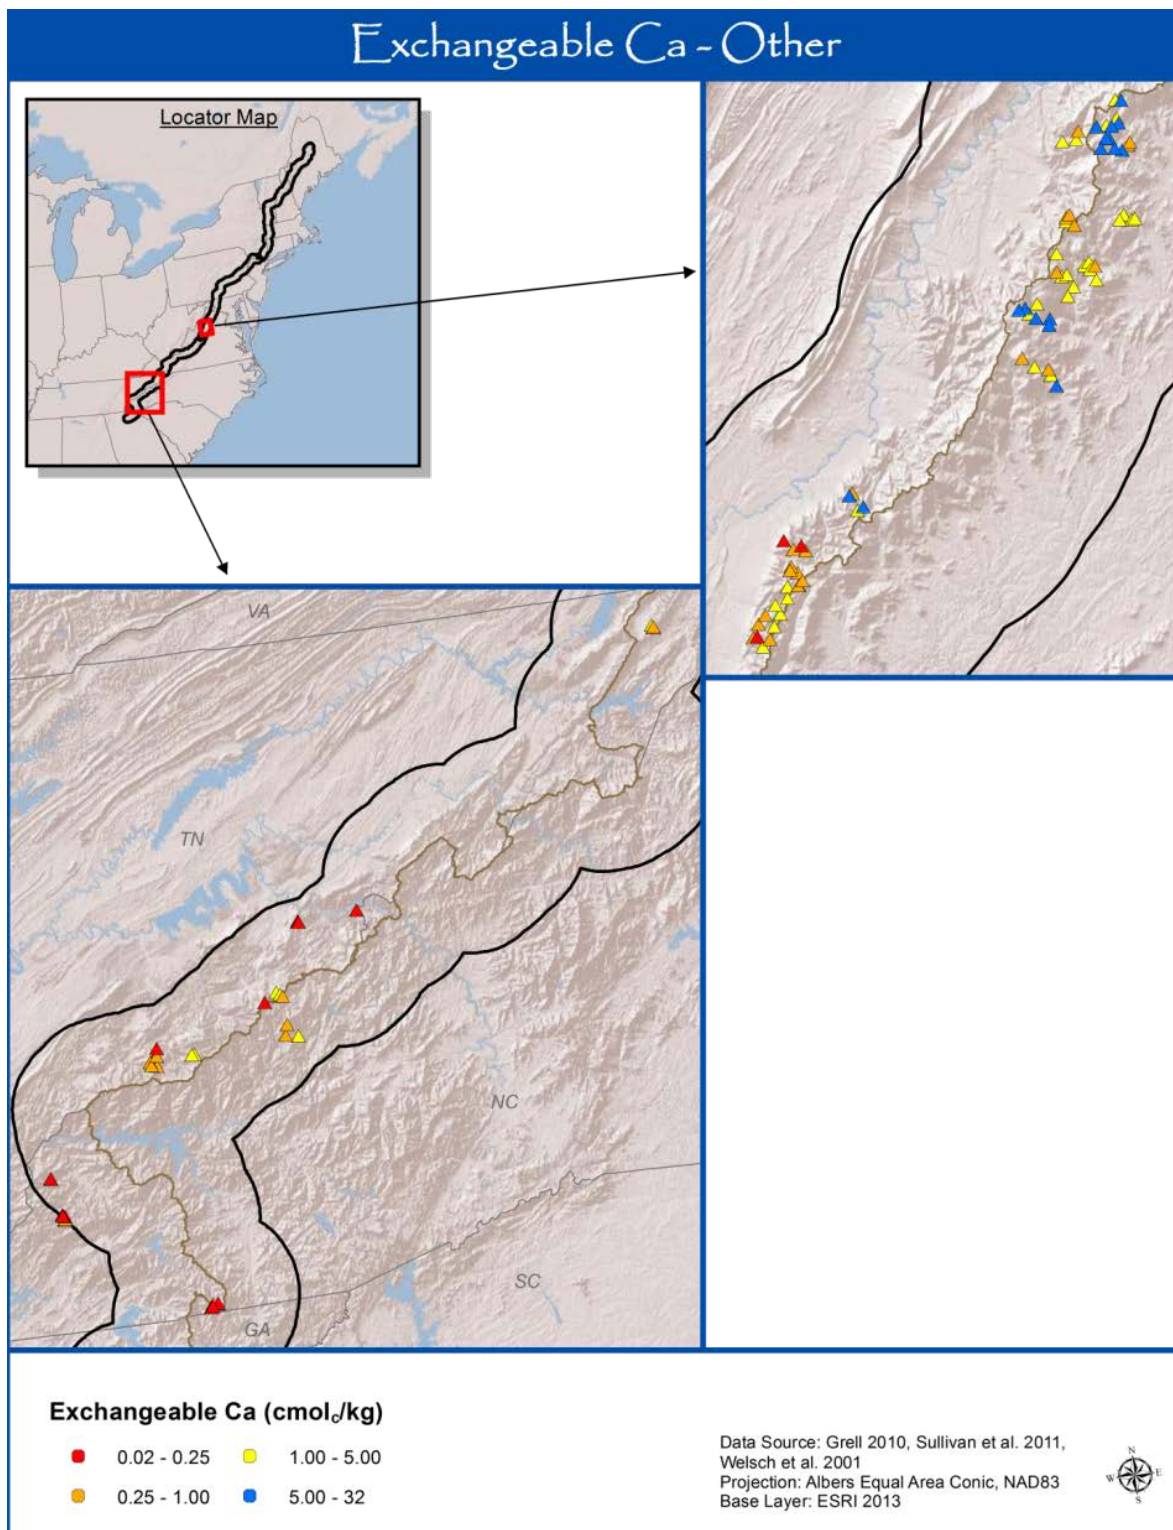 Exchangeable Ca - Other
Locator Map
VA
TN
NC
SC
GA
Exchangeable Ca (cmolc/kg)
0.02 - 0.25
1.00 - 5.00
0.25 - 1.00
5.00 - 32
Data Source: Grell 2010, Sullivan et al. 2011,
Welsch et al. 2001
Projection: Albers Equal Area Conic, NAD83
Base Layer: ESRI 2013
N
W E
S